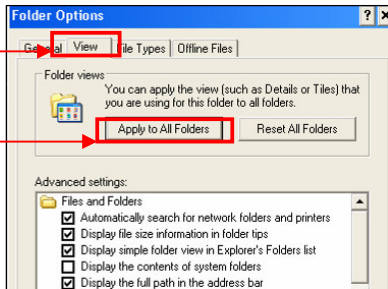 Folder Options
General View File Types Offline Files
Folder views
You can apply the view (such as Details or Tiles) that
you are using for this folder to all folders.
Apply to All Folders Reset All Folders
Advanced settings:
Files and Folders
Automatically search for network folders and printers
Display file size information in folder tips
Display simple folder view in Explorer's Folders list
Display the contents of system folders
Display the full path in the address bar